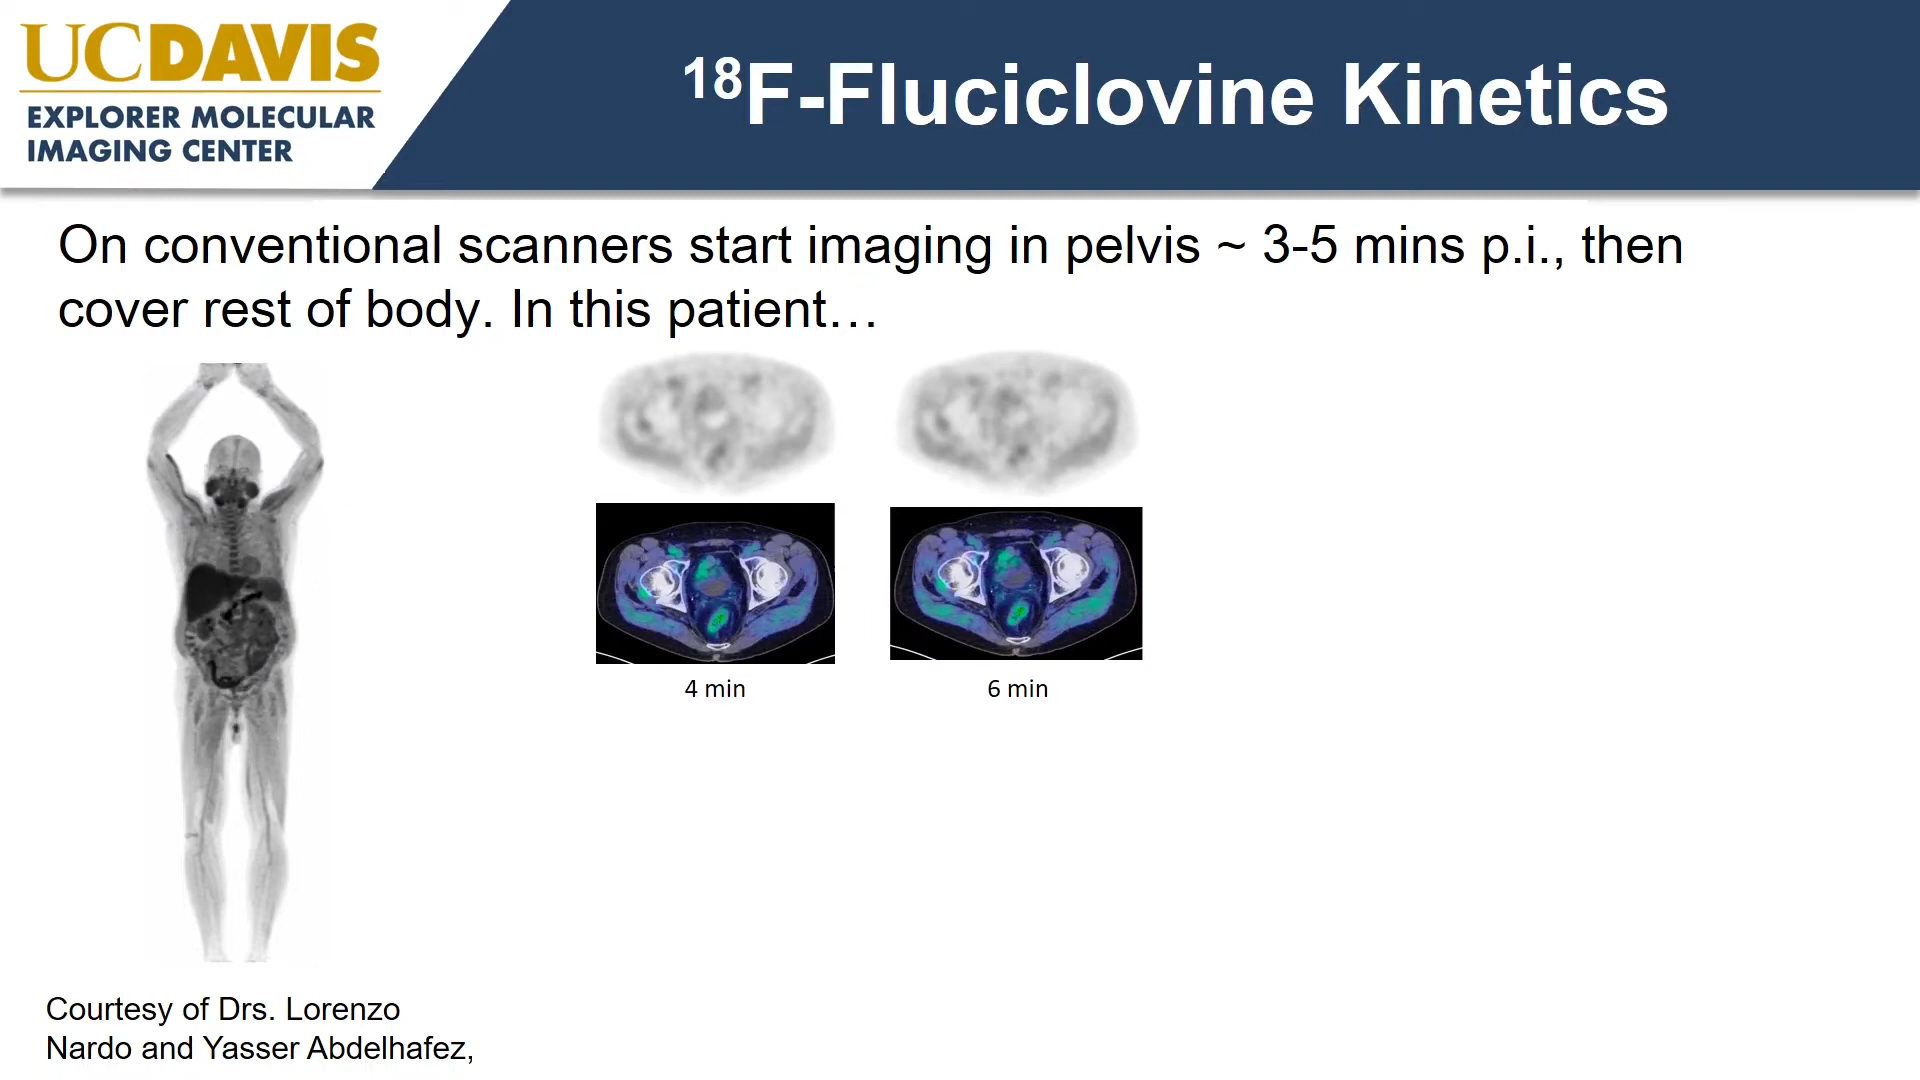 UCDAVIS
EXPLORER MOLECULAR
IMAGING CENTER
¹⁸F-Fluciclovine Kinetics
On conventional scanners start imaging in pelvis ~ 3-5 mins p.i., then
cover rest of body. In this patient…
4 min
6 min
Courtesy of Drs. Lorenzo
Nardo and Yasser Abdelhafez,